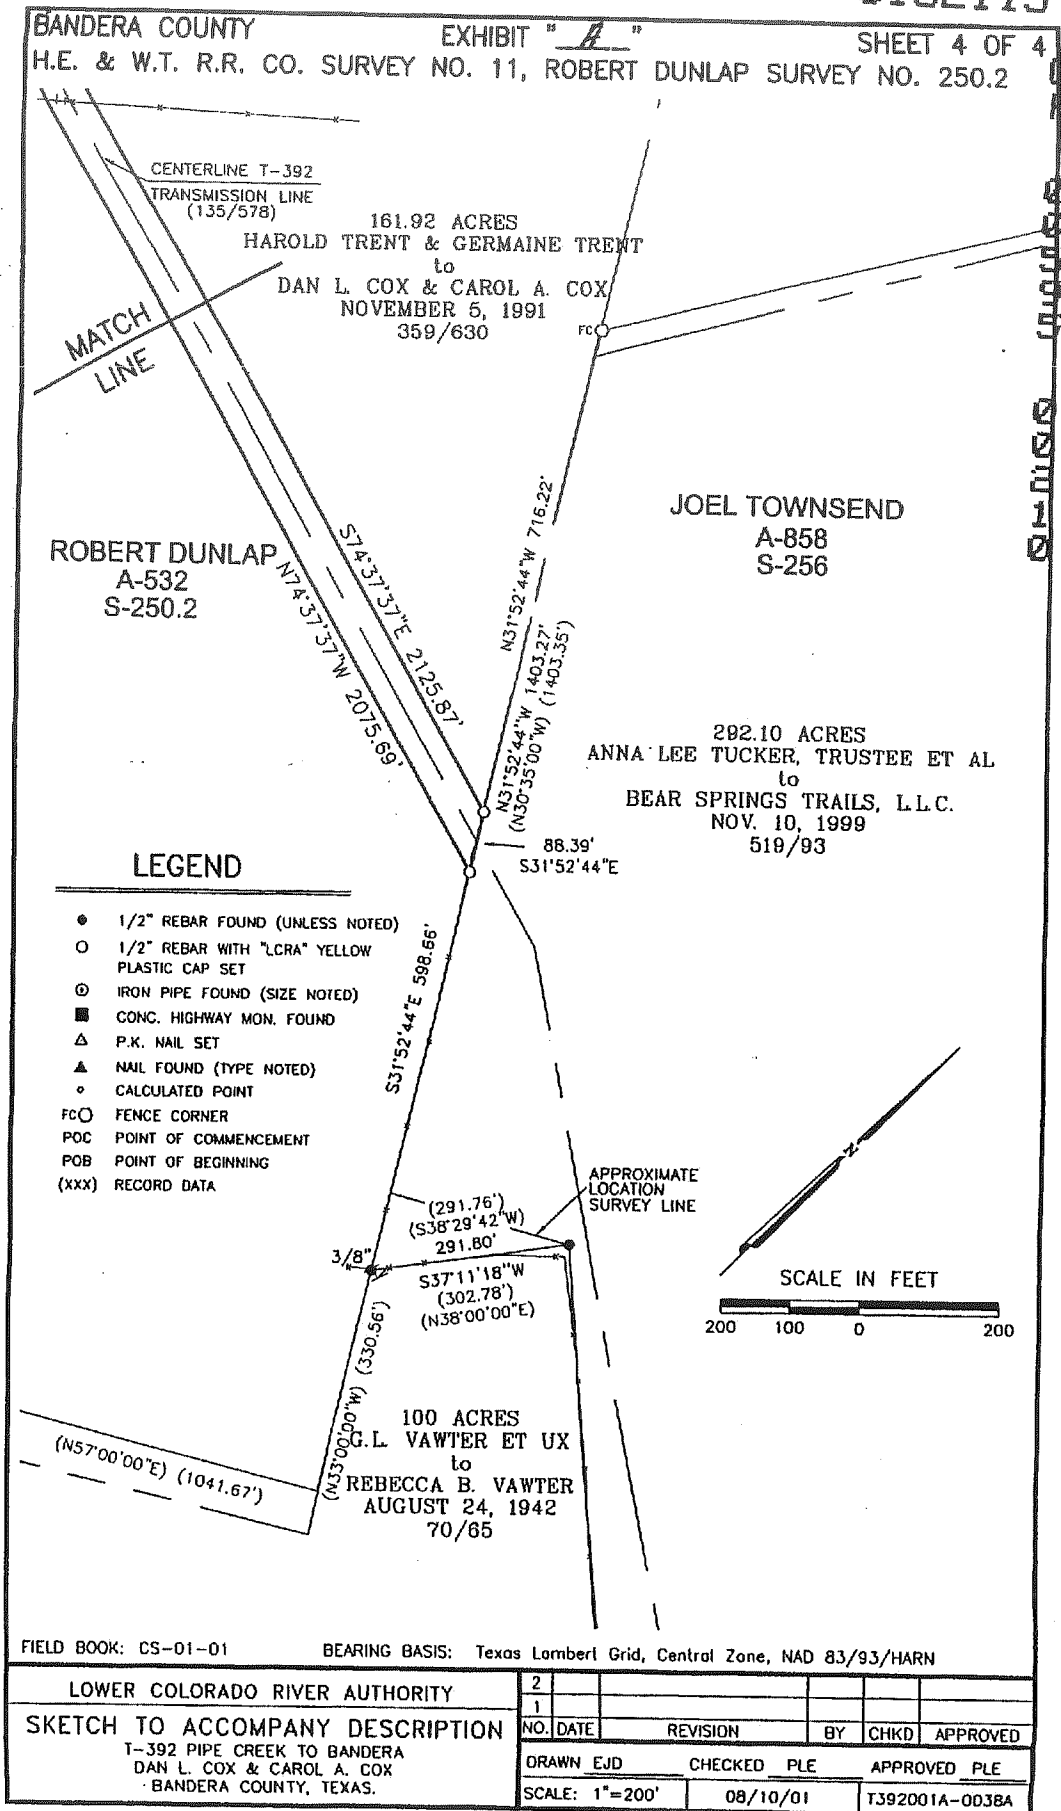 BANDERA COUNTY
EXHIBIT "A"
SHEET 4 OF 4
H.E. & W.T. R.R. CO. SURVEY NO. 11, ROBERT DUNLAP SURVEY NO. 250.2
CENTERLINE T-392
TRANSMISSION LINE
(135/578)
161.92 ACRES
HAROLD TRENT & GERMAINE TRENT
to
DAN L. COX & CAROL A. COX
NOVEMBER 5, 1991
359/630
FC
MATCH
LINE
JOEL TOWNSEND
A-858
S-256
ROBERT DUNLAP
A-532
S-250.2
S74°37'37"E 2125.87'
N74°37'37"W 2075.69'
N31°52'44"W 716.22'
N31°52'44"W 1403.27'
(N30°35'00"W) (1403.35')
292.10 ACRES
ANNA LEE TUCKER, TRUSTEE ET AL
to
BEAR SPRINGS TRAILS, L.L.C.
NOV. 10, 1999
519/93
88.39'
S31°52'44"E
LEGEND
1/2" REBAR FOUND (UNLESS NOTED)
1/2" REBAR WITH "LCRA" YELLOW
PLASTIC CAP SET
IRON PIPE FOUND (SIZE NOTED)
CONC. HIGHWAY MON. FOUND
P.K. NAIL SET
NAIL FOUND (TYPE NOTED)
CALCULATED POINT
FC FENCE CORNER
POC POINT OF COMMENCEMENT
POB POINT OF BEGINNING
(XXX) RECORD DATA
S31°52'44"E 598.66'
APPROXIMATE
LOCATION
SURVEY LINE
(291.76')
(S38°29'42"W)
291.80'
3/8"
S37°11'18"W
(302.78')
(N38°00'00"E)
N
SCALE IN FEET
200 100 0 200
(N33°00'00"W) (330.56')
(N57°00'00"E) (1041.67')
100 ACRES
G.L. VAWTER ET UX
to
REBECCA B. VAWTER
AUGUST 24, 1942
70/65
FIELD BOOK: CS-01-01
BEARING BASIS: Texas Lambert Grid, Central Zone, NAD 83/93/HARN
LOWER COLORADO RIVER AUTHORITY
SKETCH TO ACCOMPANY DESCRIPTION
T-392 PIPE CREEK TO BANDERA
DAN L. COX & CAROL A. COX
BANDERA COUNTY, TEXAS.
2
1
NO. DATE REVISION BY CHKD APPROVED
DRAWN EJD CHECKED PLE APPROVED PLE
SCALE: 1"=200' 08/10/01 T392001A-003BA